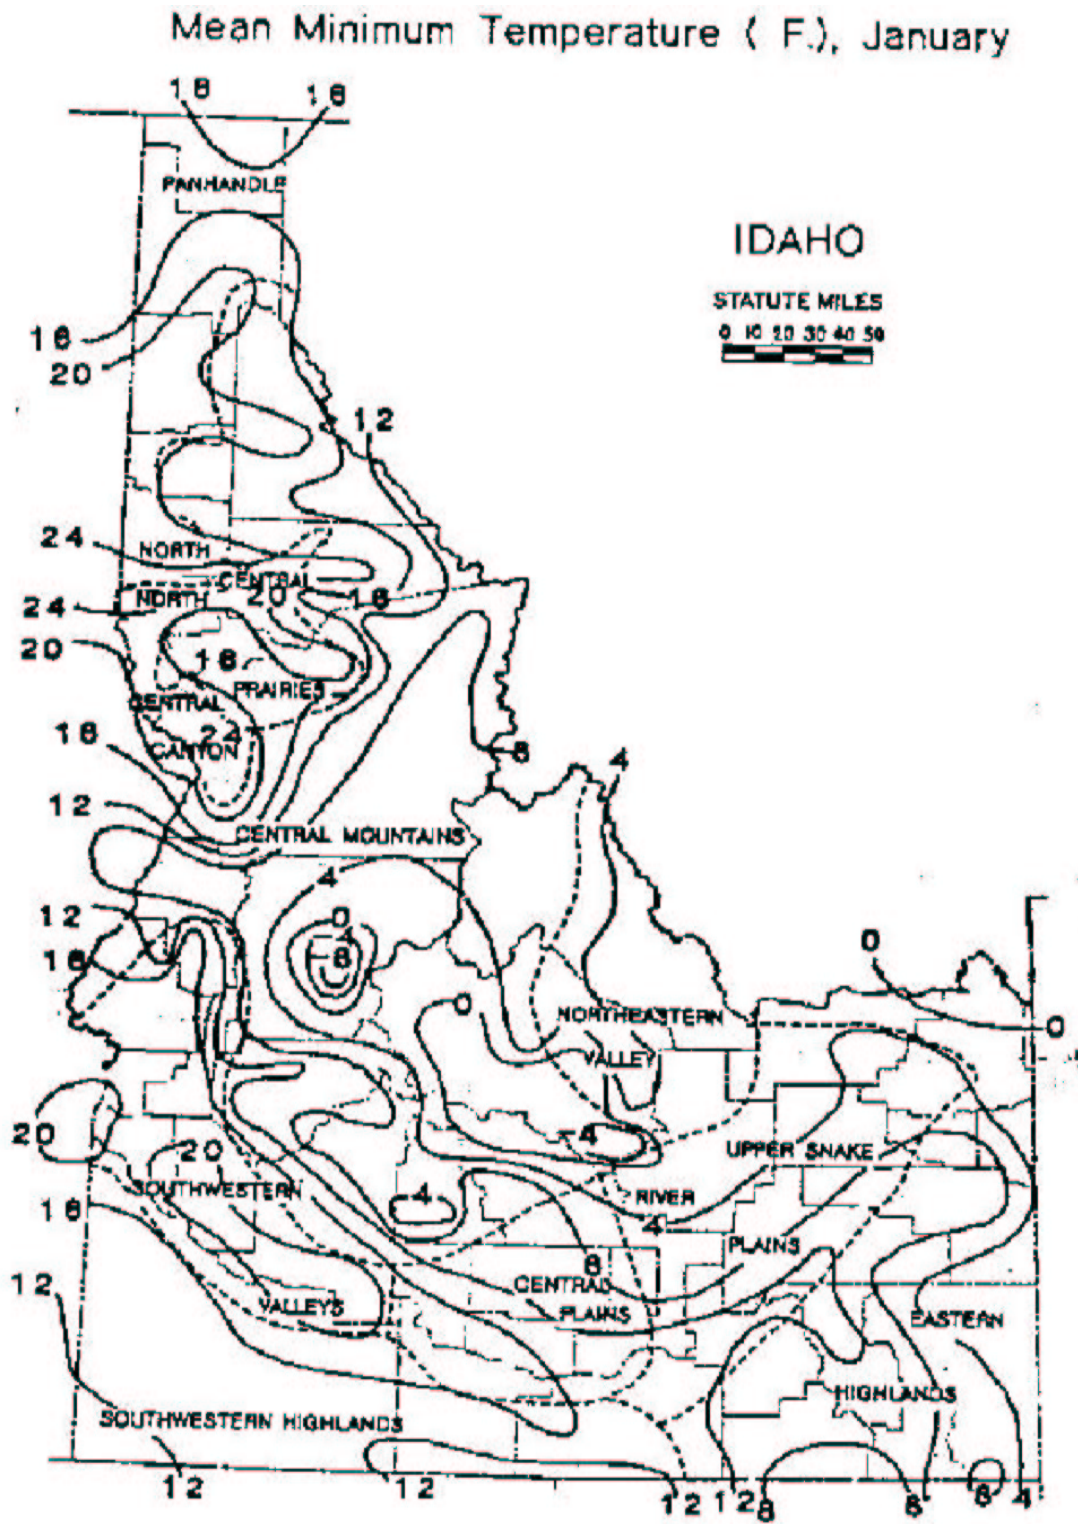 Mean Minimum Temperature ( F.), January
16 16
PANHANDLE
IDAHO
STATUTE MILES
0 10 20 30 40 50
16
20
12
24
NORTH
CENTRAL
24
NORTH
20
16
20
16
PRAIRIES
CENTRAL
24
CANYON
16
8
4
12
CENTRAL MOUNTAINS
4
12
0
0
16
8
0
NORTHEASTERN
0
VALLEY
20
20
4
UPPER SNAKE
SOUTHWESTERN
4
RIVER
16
4
PLAINS
12
8
CENTRAL
VALLEYS
PLAINS
EASTERN
HIGHLANDS
SOUTHWESTERN HIGHLANDS
12
12
12
12
8
8
8
4